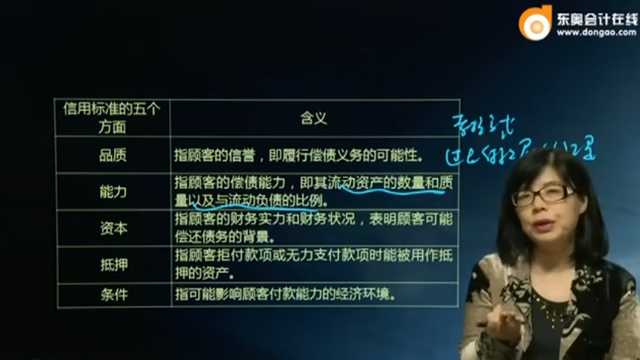 东奥会计在线
www.dongao.com
信用标准的五个方面
含义
品质
指顾客的信誉，即履行偿债义务的可能性。
能力
指顾客的偿债能力，即其流动资产的数量和质
量以及与流动负债的比例。
资本
指顾客的财务实力和财务状况，表明顾客可能
偿还债务的背景。
抵押
指顾客拒付款项或无力支付款项时能被用作抵
押的资产。
条件
指可能影响顾客付款能力的经济环境。